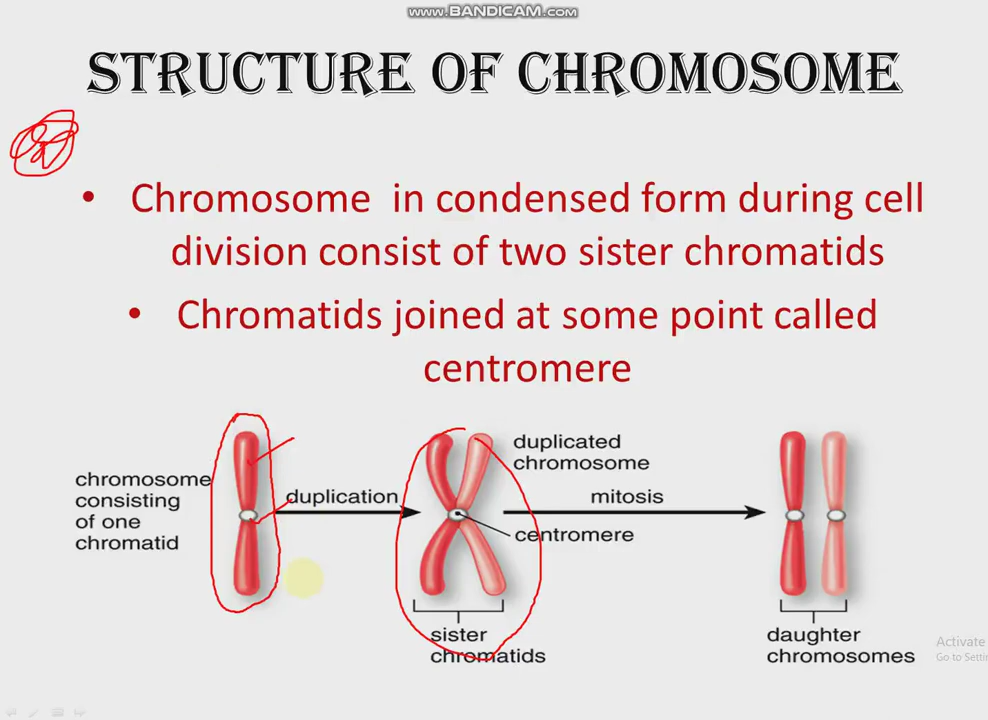 www.BANDICAM.com
STRUCTURE OF CHROMOSOME
• Chromosome in condensed form during cell
division consist of two sister chromatids
• Chromatids joined at some point called
centromere
chromosome
consisting
of one
chromatid
duplication
duplicated
chromosome
mitosis
centromere
sister
chromatids
daughter
chromosomes
Activate
Go to Setti